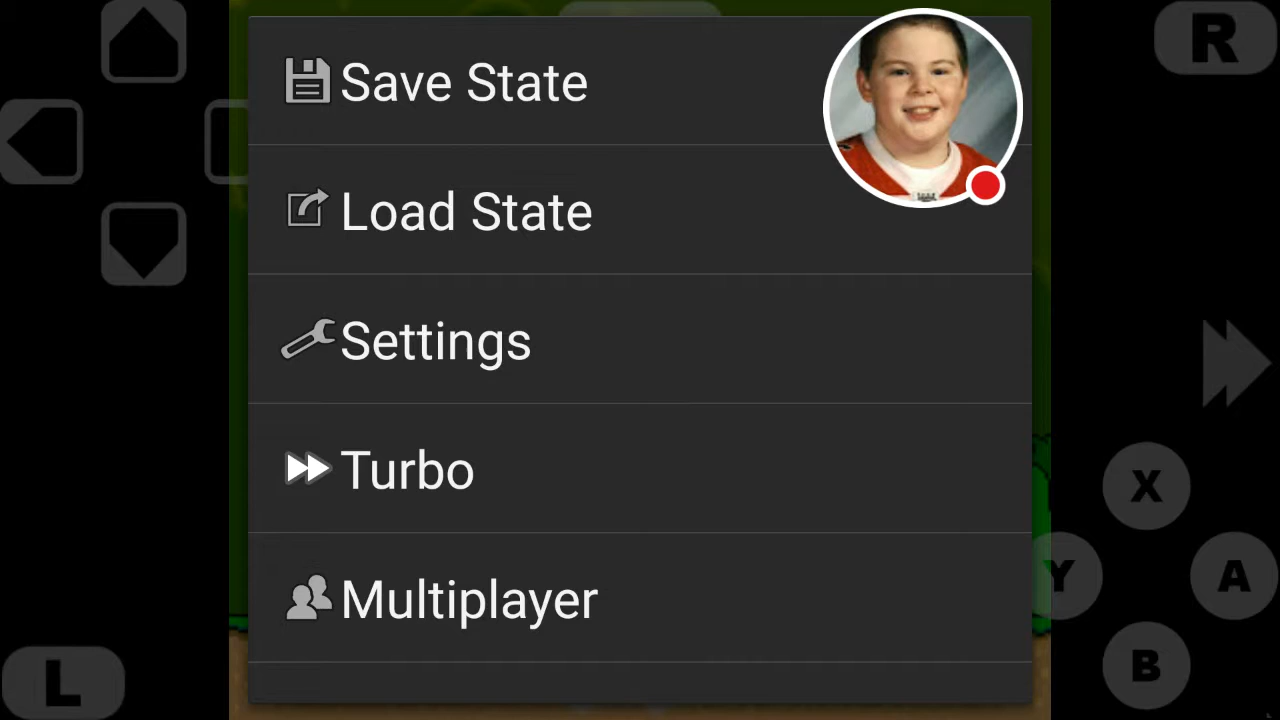 R
Save State
Load State
Settings
Turbo
Multiplayer
X
Y
A
B
L